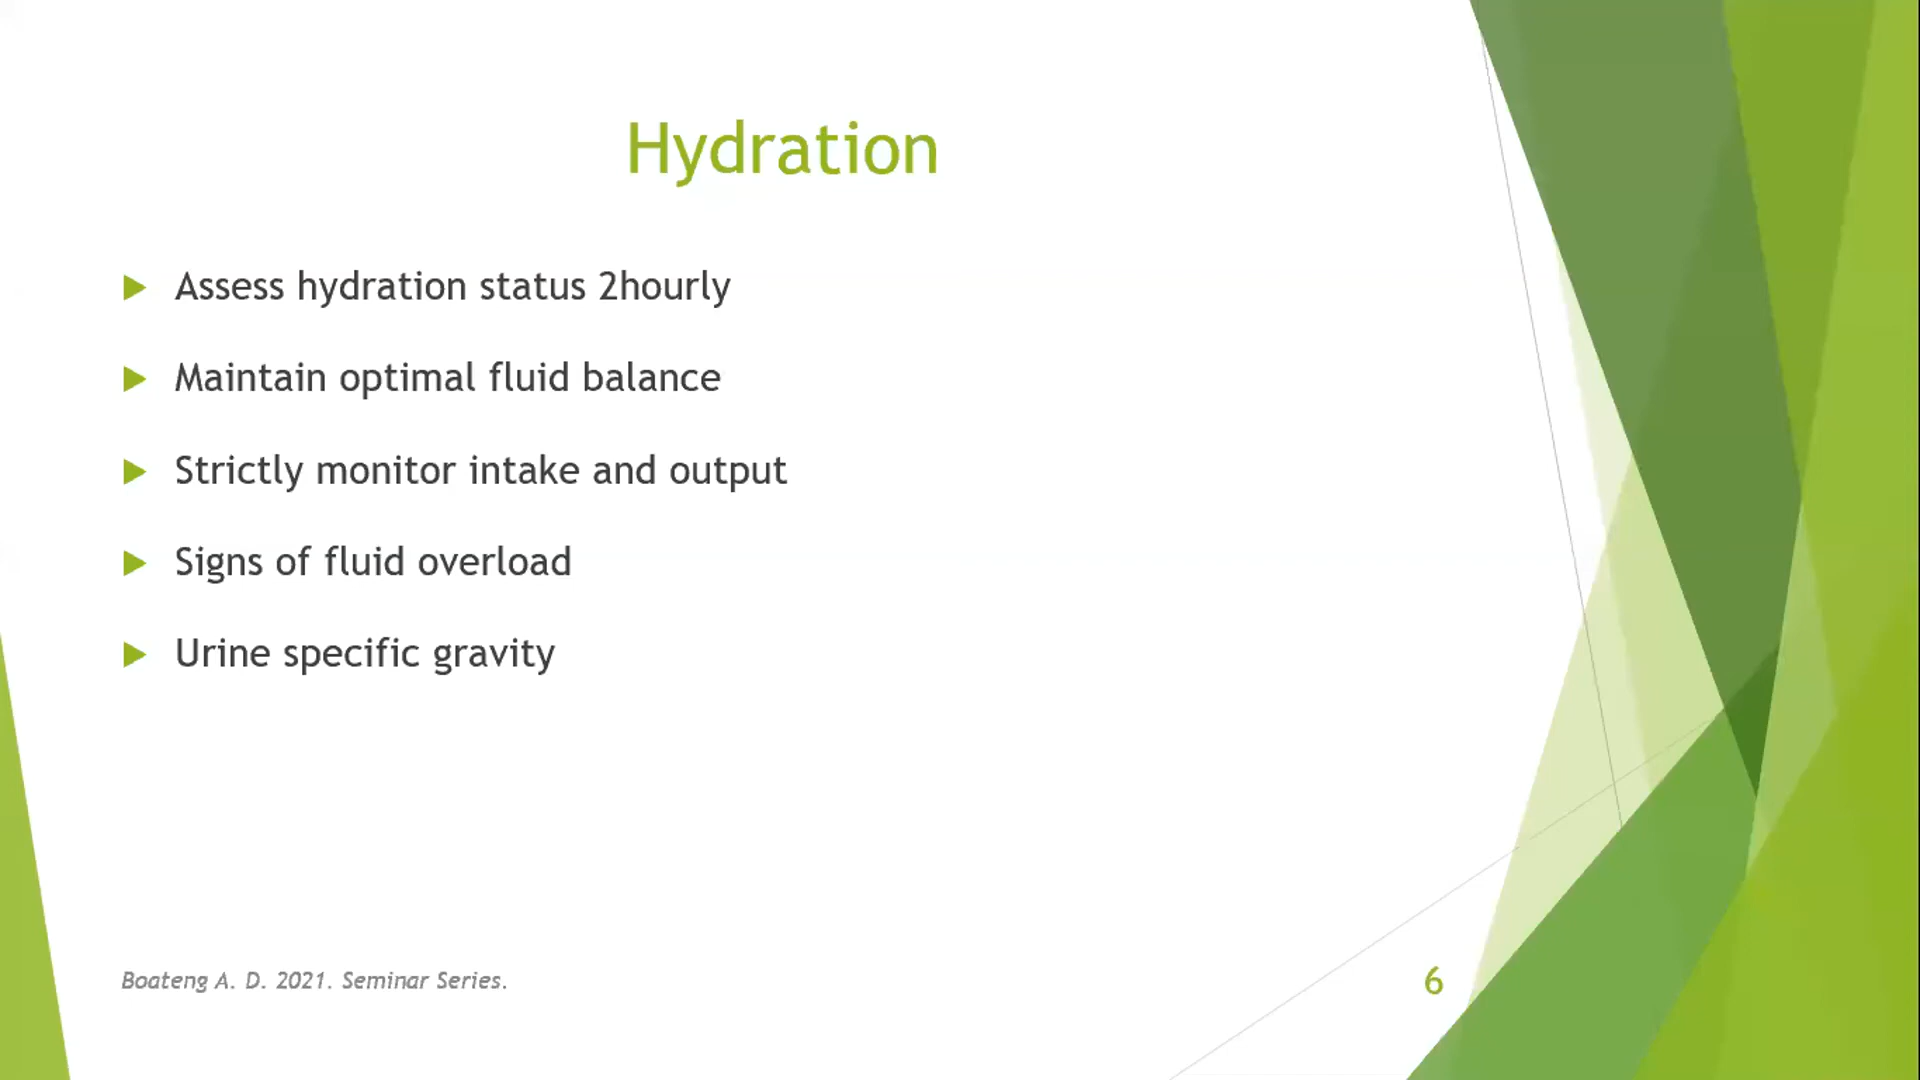 Hydration
Assess hydration status 2hourly
Maintain optimal fluid balance
Strictly monitor intake and output
Signs of fluid overload
Urine specific gravity
Boateng A. D. 2021. Seminar Series.
6